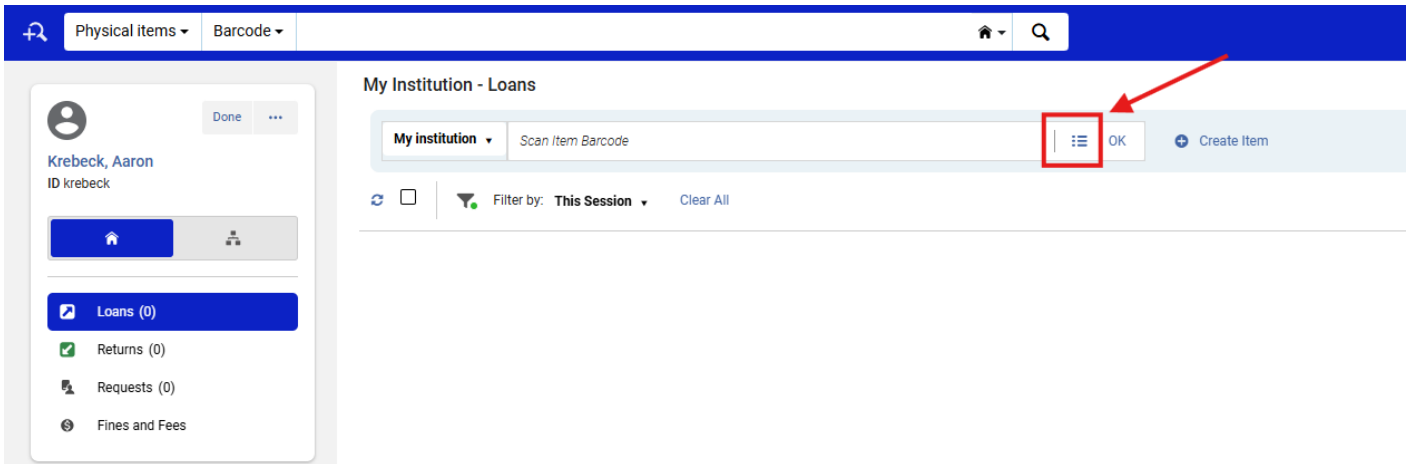 Physical items Barcode
My Institution - Loans
Done
My institution Scan Item Barcode OK Create Item
Krebeck, Aaron
ID krebeck
Filter by: This Session Clear All
Loans (0)
Returns (0)
Requests (0)
Fines and Fees